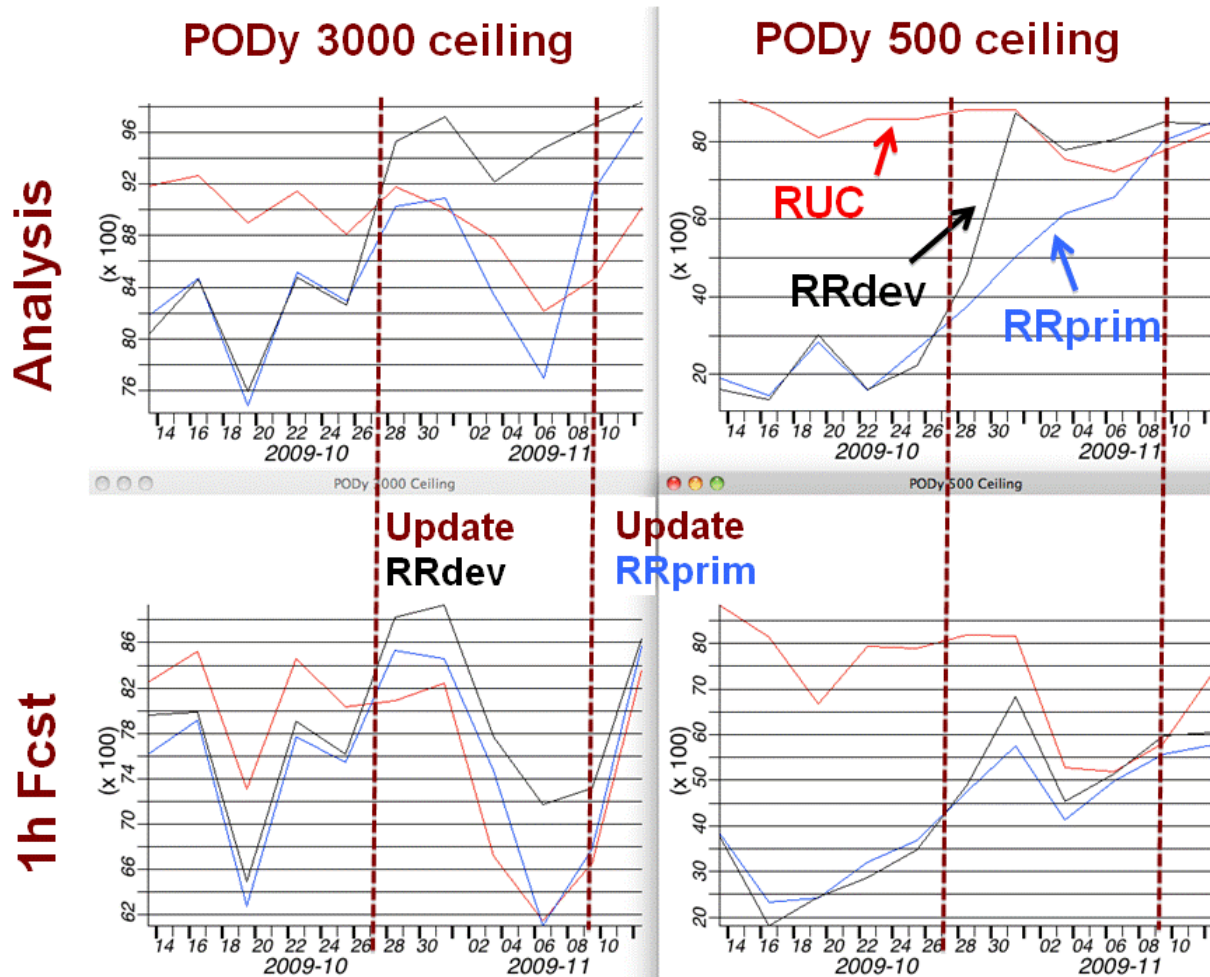 PODy 3000 ceiling
PODy 500 ceiling
Analysis
(x 100)
96
92
88
84
80
76
14 16 18 20 22 24 26 28 30 02 04 06 08 10
2009-10 2009-11
(x 100)
80
60
40
20
RUC
RRdev
RRprim
14 16 18 20 22 24 26 28 30 02 04 06 08 10
2009-10 2009-11
PODy 000 Ceiling
PODy 500 Ceiling
Update
RRdev
Update
RRprim
1h Fcst
(x 100)
86
82
78
74
70
66
62
14 16 18 20 22 24 26 28 30 02 04 06 08 10
2009-10 2009-11
(x 100)
80
70
60
50
40
30
20
14 16 18 20 22 24 26 28 30 02 04 06 08 10
2009-10 2009-11